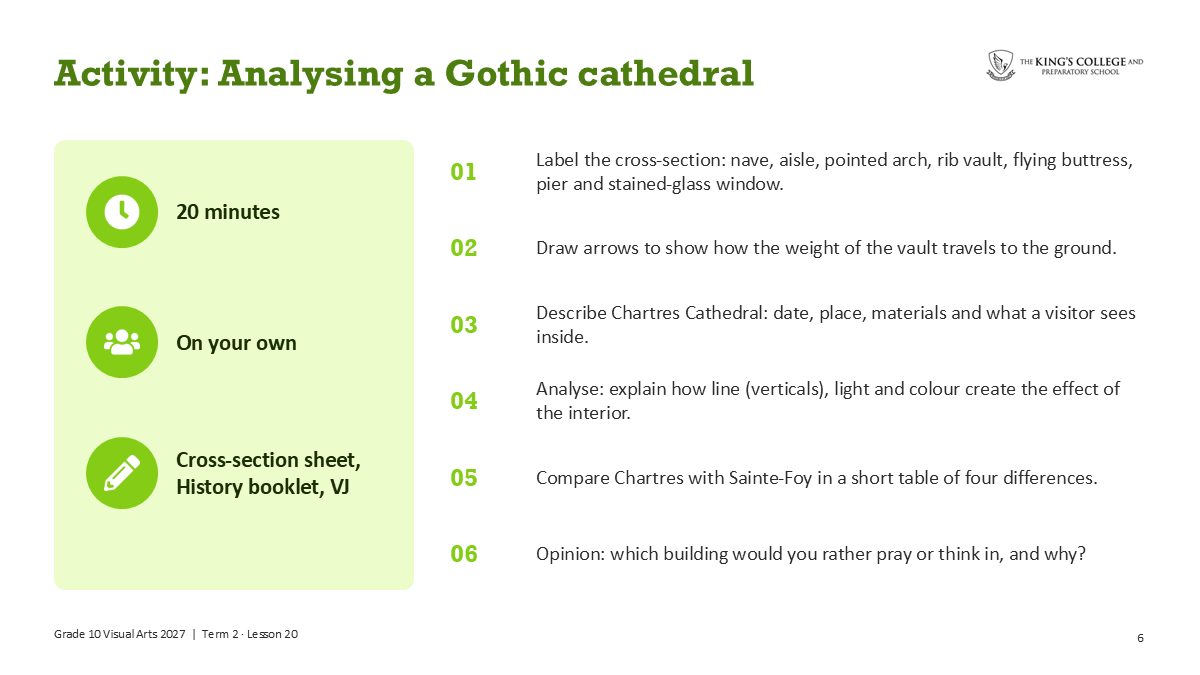 Activity: Analysing a Gothic cathedral
THE KING'S COLLEGE AND
PREPARATORY SCHOOL
20 minutes
On your own
Cross-section sheet,
History booklet, VJ
01
Label the cross-section: nave, aisle, pointed arch, rib vault, flying buttress,
pier and stained-glass window.
02
Draw arrows to show how the weight of the vault travels to the ground.
03
Describe Chartres Cathedral: date, place, materials and what a visitor sees
inside.
04
Analyse: explain how line (verticals), light and colour create the effect of
the interior.
05
Compare Chartres with Sainte-Foy in a short table of four differences.
06
Opinion: which building would you rather pray or think in, and why?
Grade 10 Visual Arts 2027 | Term 2 · Lesson 20
6